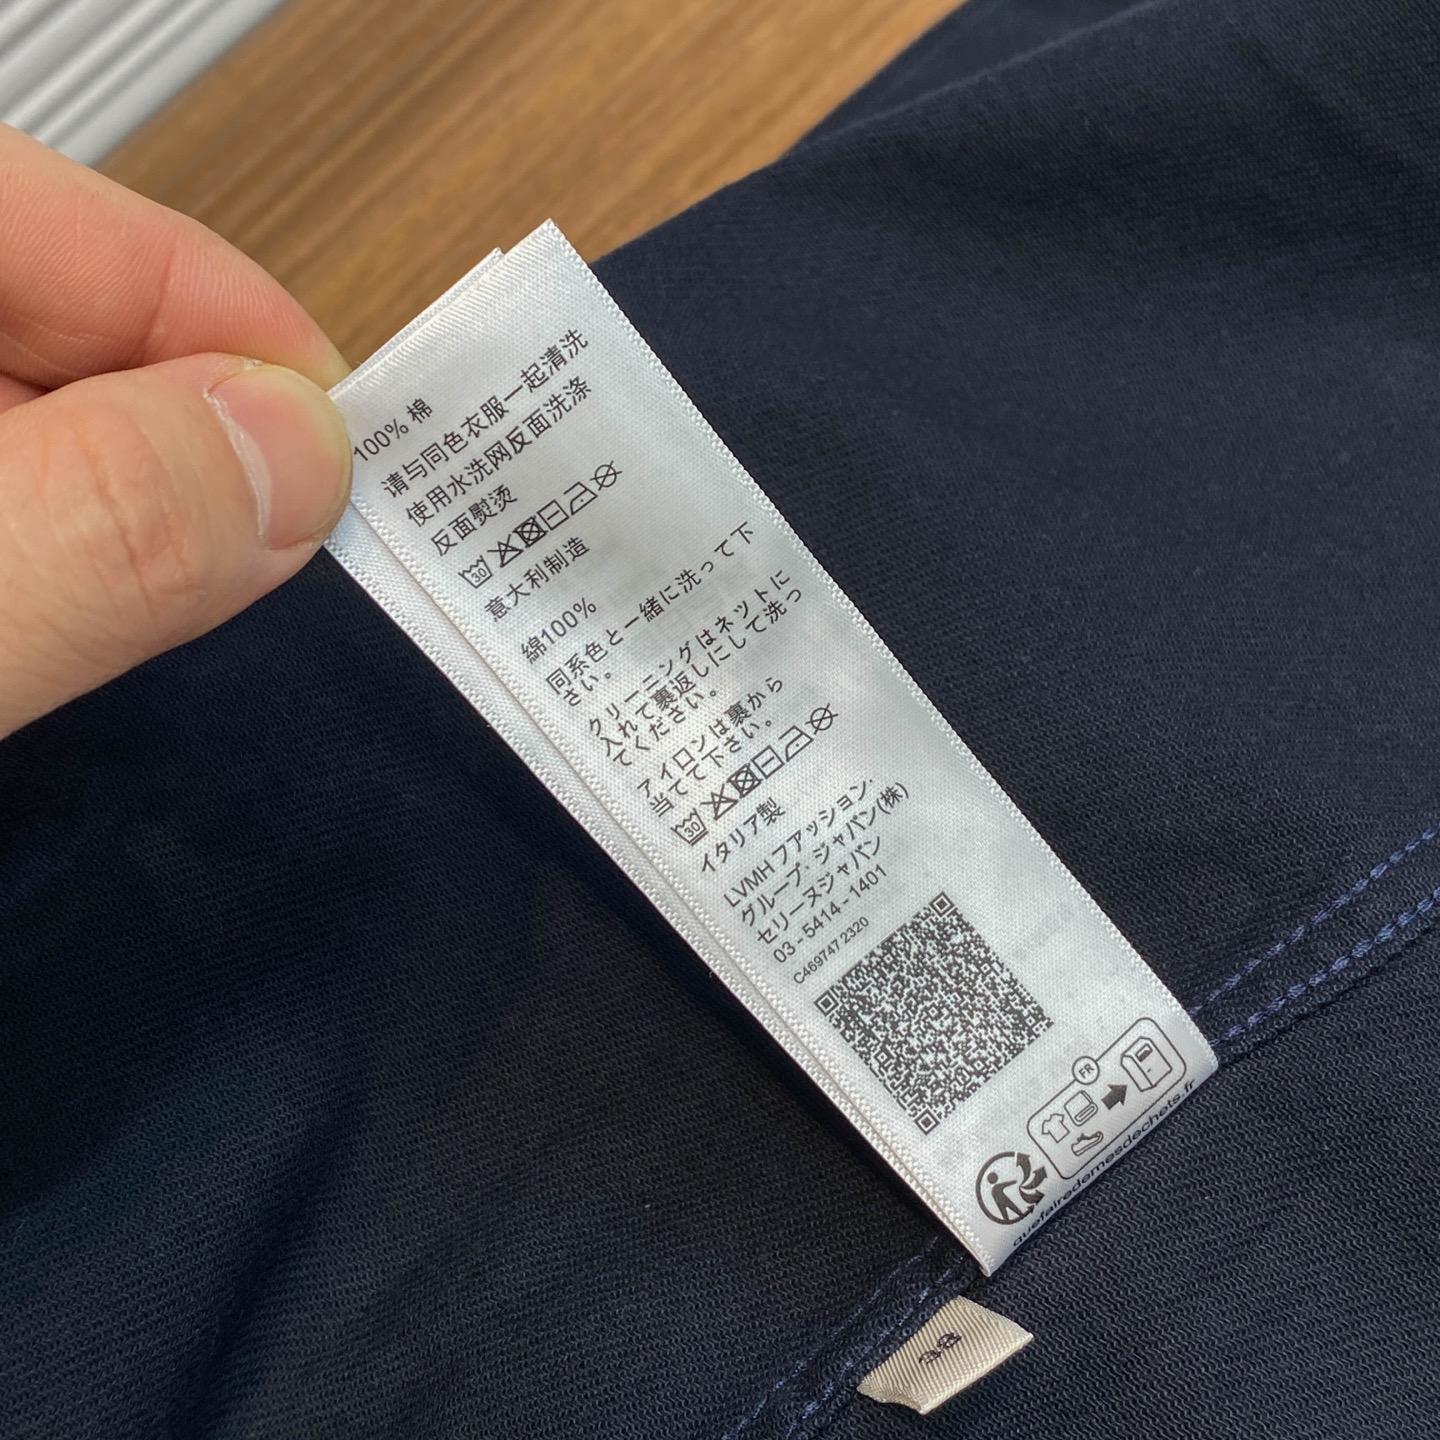 100% 棉
请与同色衣服一起清洗
使用水洗网反面洗涤
反面熨烫
30
意大利制造
綿100%
同系色と一緒に洗って下
さい。
クリーニングはネットに
入れて裏返しにして洗っ
てください。
アイロンは裏から
当てて下さい。
30
イタリア製
LVMH ファッション・
グループ・ジャパン(株)
セリーヌジャパン
03 - 5414 - 1401
C469747 2320
FR
quefairedemesdechets.fr